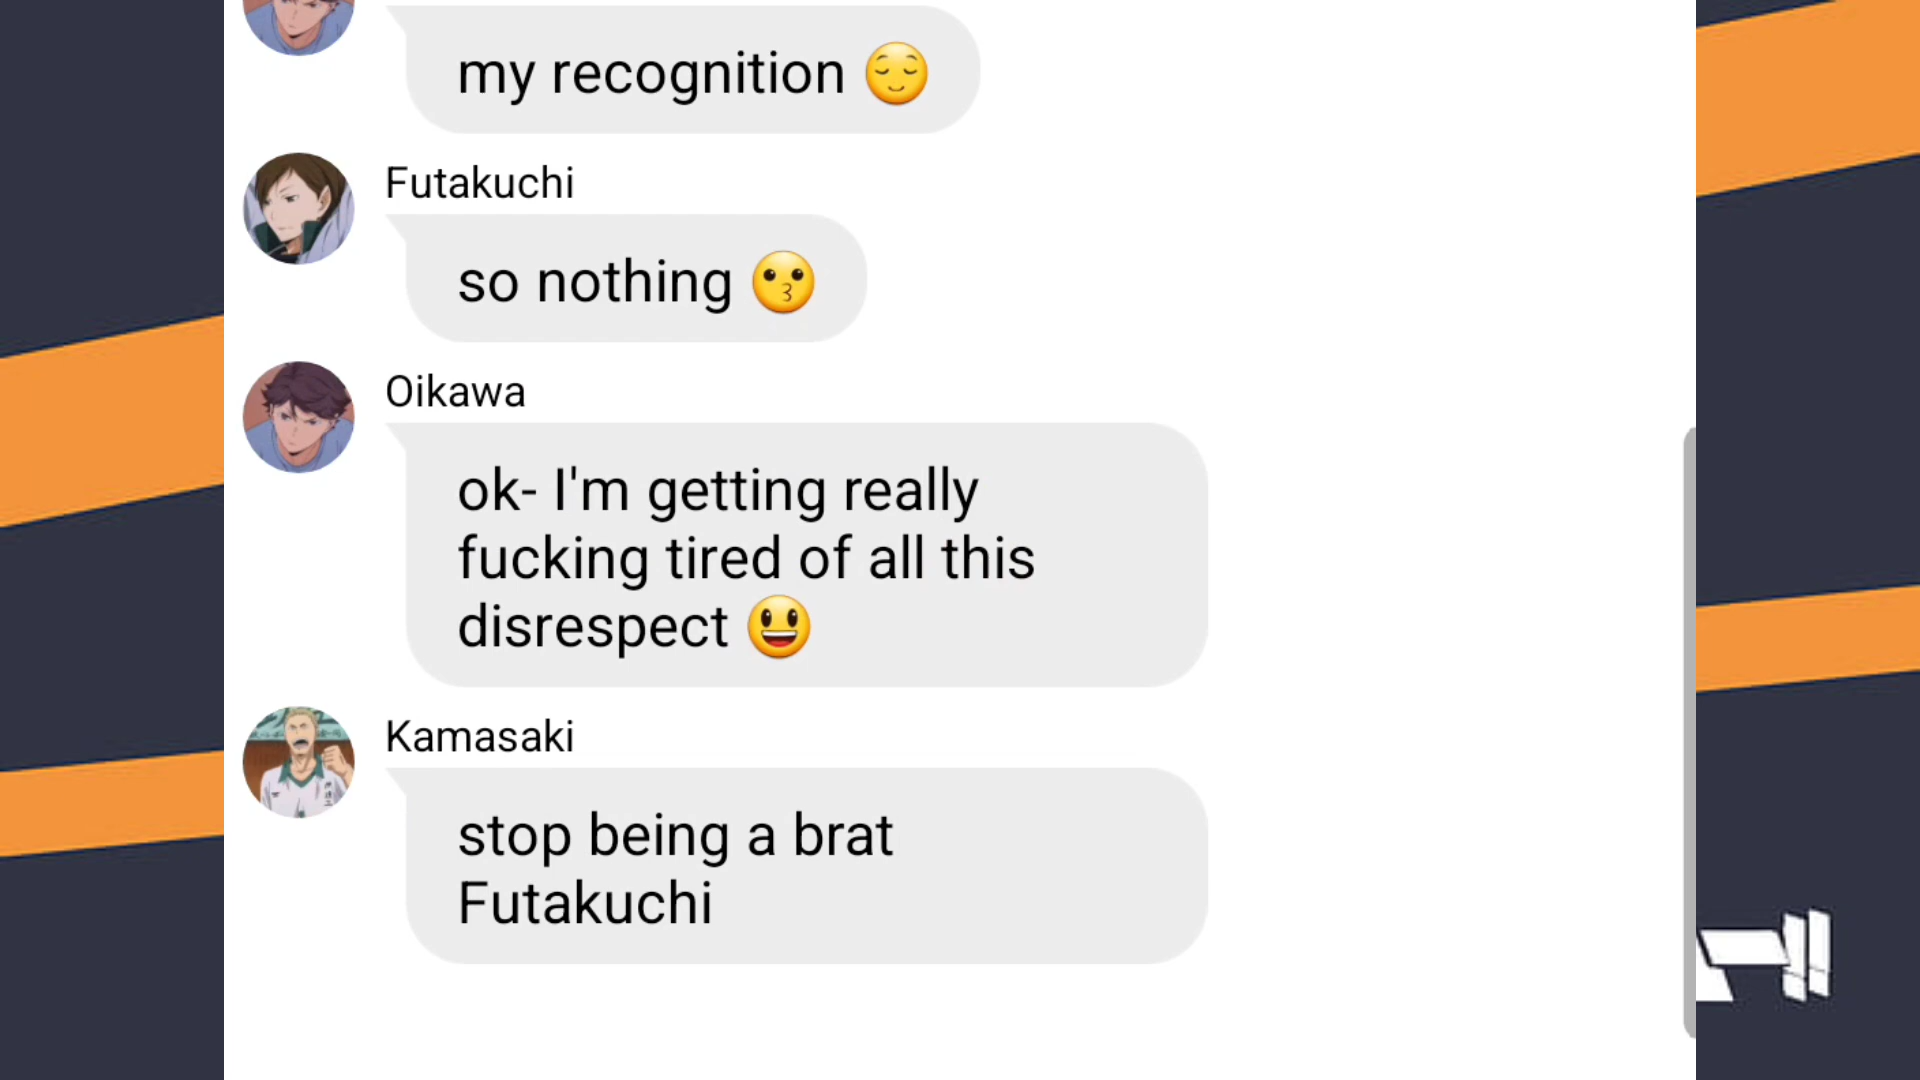 my recognition 😌
Futakuchi
so nothing 😗
Oikawa
ok- I'm getting really
fucking tired of all this
disrespect 😃
Kamasaki
stop being a brat
Futakuchi